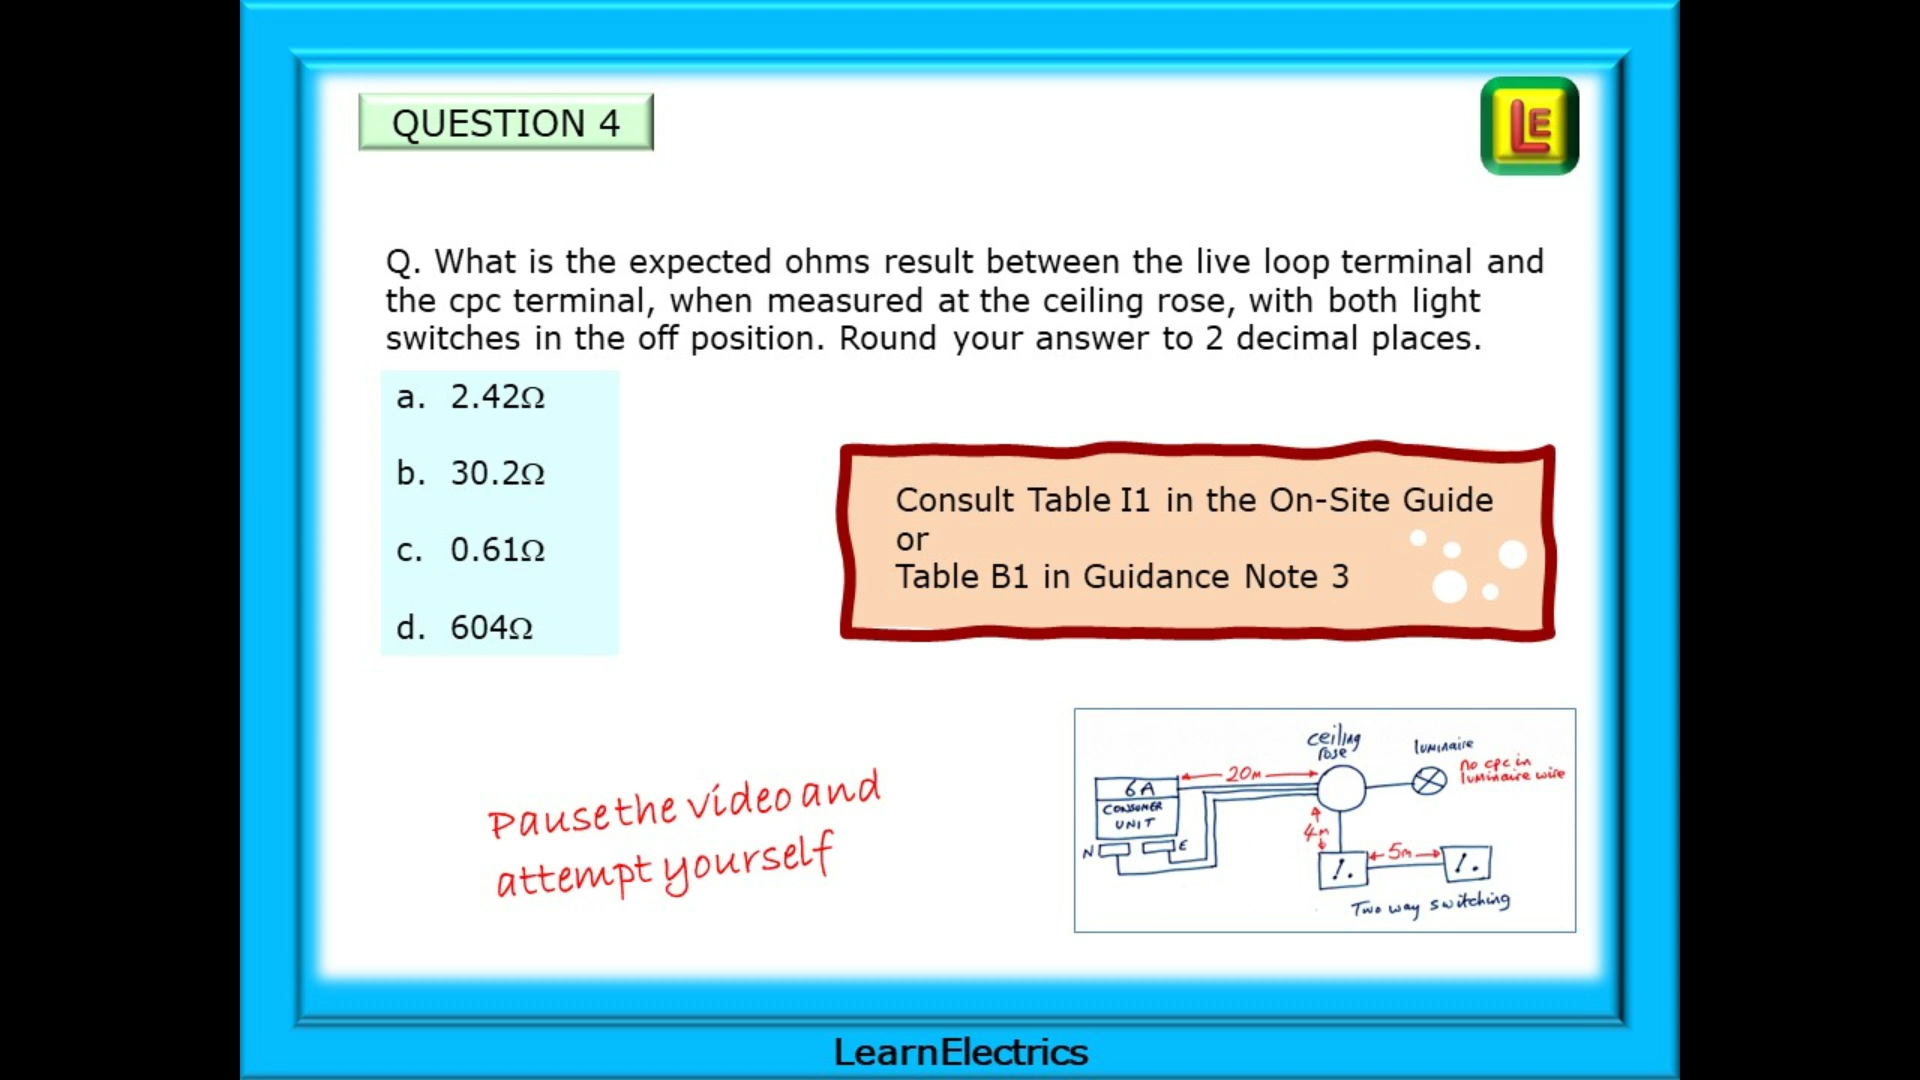 QUESTION 4
LE
Q. What is the expected ohms result between the live loop terminal and
the cpc terminal, when measured at the ceiling rose, with both light
switches in the off position. Round your answer to 2 decimal places.
a. 2.42Ω
b. 30.2Ω
c. 0.61Ω
d. 604Ω
Consult Table I1 in the On-Site Guide
or
Table B1 in Guidance Note 3
Pause the video and
attempt yourself
ceiling
rose
luminaire
no cpc in
luminaire wire
20m
6A
CONSUMER
UNIT
N
E
4m
5m
Two way switching
LearnElectrics